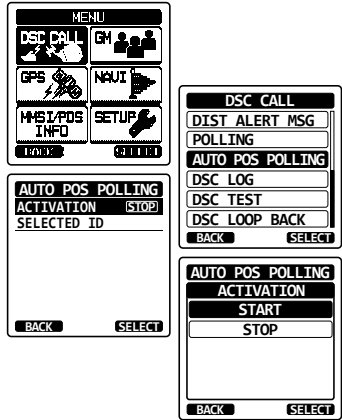 MENU
DSC CALL GM
GPS NAVI
MMSI/POS INFO SETUP
BACK SELECT
DSC CALL
DIST ALERT MSG
POLLING
AUTO POS POLLING
DSC LOG
DSC TEST
DSC LOOP BACK
BACK SELECT
AUTO POS POLLING
ACTIVATION STOP
SELECTED ID
BACK SELECT
AUTO POS POLLING
ACTIVATION
START
STOP
BACK SELECT